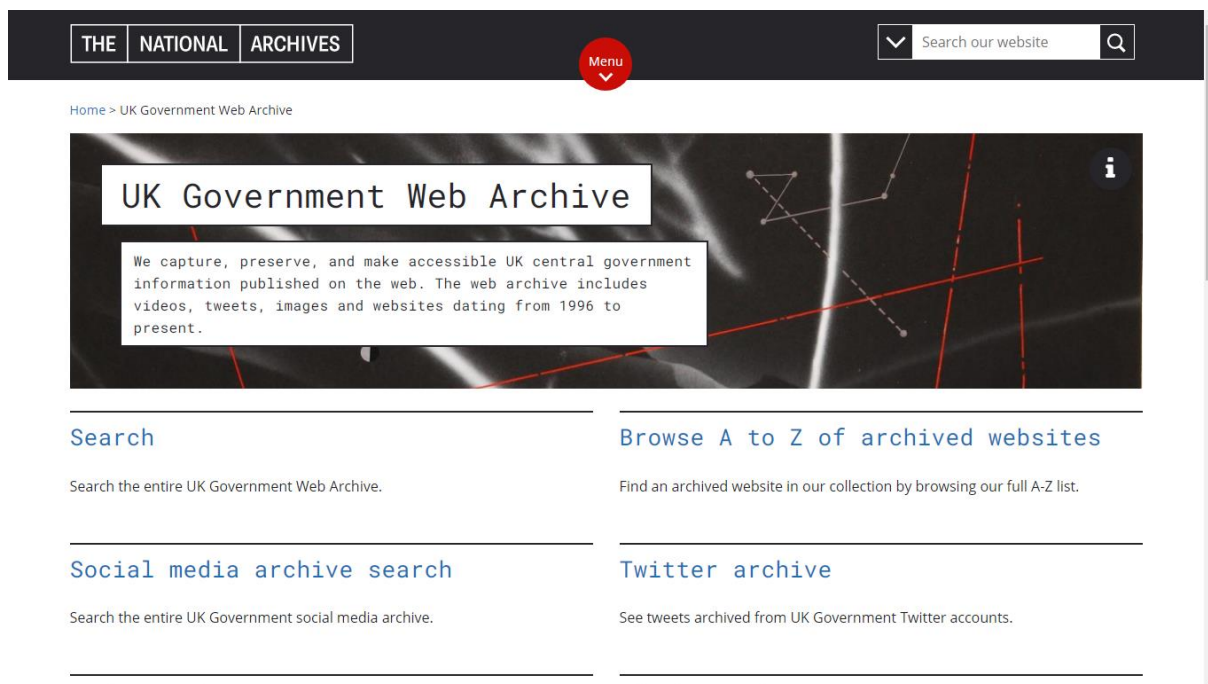 THE NATIONAL ARCHIVES
Menu
Search our website
Home > UK Government Web Archive
UK Government Web Archive
We capture, preserve, and make accessible UK central government
information published on the web. The web archive includes
videos, tweets, images and websites dating from 1996 to
present.
Search
Search the entire UK Government Web Archive.
Browse A to Z of archived websites
Find an archived website in our collection by browsing our full A-Z list.
Social media archive search
Search the entire UK Government social media archive.
Twitter archive
See tweets archived from UK Government Twitter accounts.